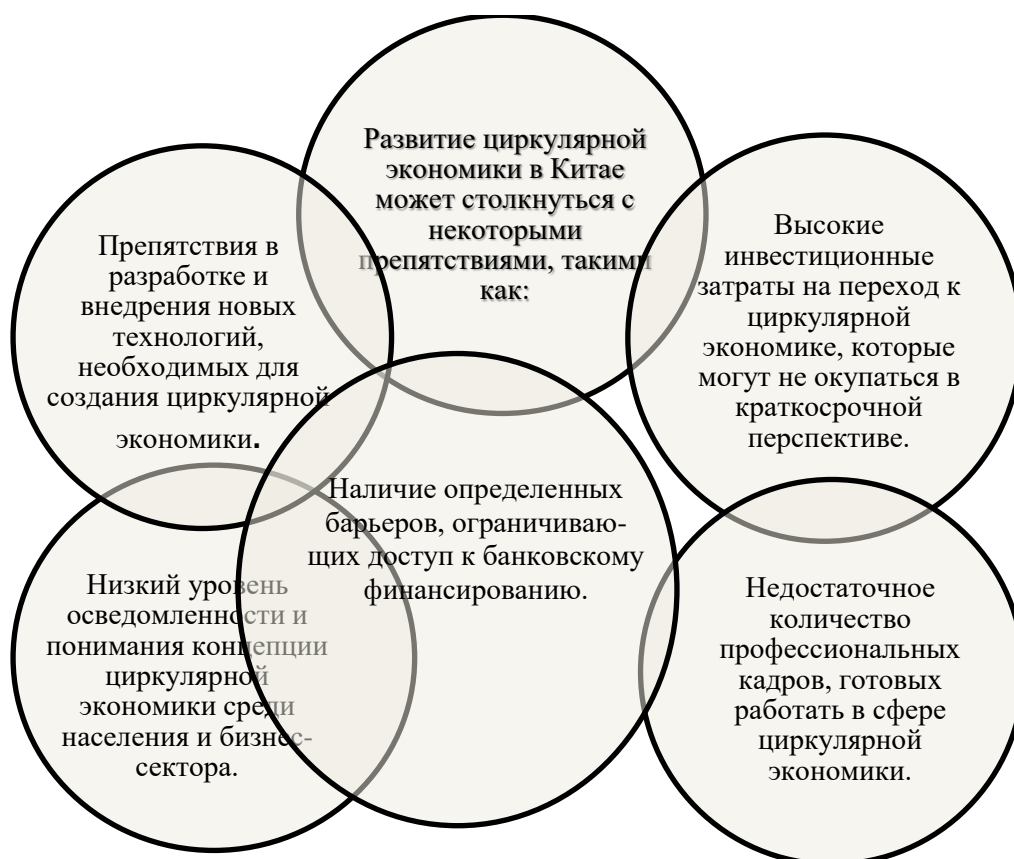 Развитие циркулярной
экономики в Китае
может столкнуться с
некоторыми
препятствиями, такими
как:
Препятствия в
разработке и
внедрения новых
технологий,
необходимых для
создания циркулярной
экономики.
Высокие
инвестиционные
затраты на переход к
циркулярной
экономике, которые
могут не окупаться в
краткосрочной
перспективе.
Наличие определенных
барьеров, ограничиваю-
щих доступ к банковскому
финансированию.
Низкий уровень
осведомленности и
понимания концепции
циркулярной
экономики среди
населения и бизнес-
сектора.
Недостаточное
количество
профессиональных
кадров, готовых
работать в сфере
циркулярной
экономики.